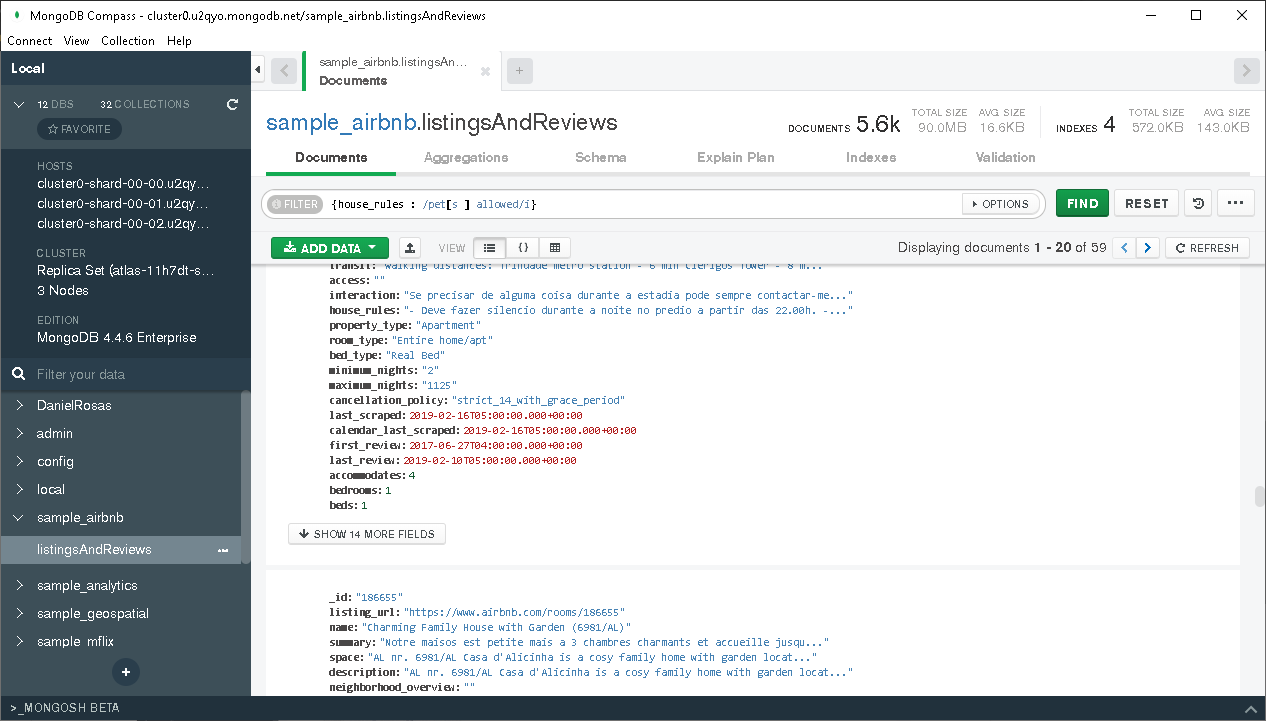 MongoDB Compass - cluster0.u2qyo.mongodb.net/sample_airbnb.listingsAndReviews
Connect View Collection Help
Local
12 DBS 32 COLLECTIONS
FAVORITE
HOSTS
cluster0-shard-00-00.u2qy...
cluster0-shard-00-01.u2qy...
cluster0-shard-00-02.u2qy...
CLUSTER
Replica Set (atlas-11h7dt-s...
3 Nodes
EDITION
MongoDB 4.4.6 Enterprise
Filter your data
DanielRosas
admin
config
local
sample_airbnb
listingsAndReviews
sample_analytics
sample_geospatial
sample_mflix
>_MONGOSH BETA
sample_airbnb.listingsAn...
Documents
sample_airbnb.listingsAndReviews
DOCUMENTS 5.6k TOTAL SIZE 90.0MB AVG. SIZE 16.6KB INDEXES 4 TOTAL SIZE 572.0KB AVG. SIZE 143.0KB
Documents Aggregations Schema Explain Plan Indexes Validation
FILTER {house_rules : /pet[s ] allowed/i} OPTIONS FIND RESET
ADD DATA VIEW Displaying documents 1 - 20 of 59 REFRESH
transit: "Walking distances: Trindade metro station - 6 min Clérigos Tower - 8 m..."
access: ""
interaction: "Se precisar de alguma coisa durante a estadia pode sempre contactar-me..."
house_rules: "- Deve fazer silencio durante a noite no predio a partir das 22.00h. -..."
property_type: "Apartment"
room_type: "Entire home/apt"
bed_type: "Real Bed"
minimum_nights: "2"
maximum_nights: "1125"
cancellation_policy: "strict_14_with_grace_period"
last_scraped: 2019-02-16T05:00:00.000+00:00
calendar_last_scraped: 2019-02-16T05:00:00.000+00:00
first_review: 2017-06-27T04:00:00.000+00:00
last_review: 2019-02-10T05:00:00.000+00:00
accommodates: 4
bedrooms: 1
beds: 1
SHOW 14 MORE FIELDS
_id: "186655"
listing_url: "https://www.airbnb.com/rooms/186655"
name: "Charming Family House with Garden (6981/AL)"
summary: "Notre maisos est petite mais a 3 chambres charmants et accueille jusqu..."
space: "AL nr. 6981/AL Casa d'Alicinha is a cosy family home with garden locat..."
description: "AL nr. 6981/AL Casa d'Alicinha is a cosy family home with garden locat..."
neighborhood_overview: ""